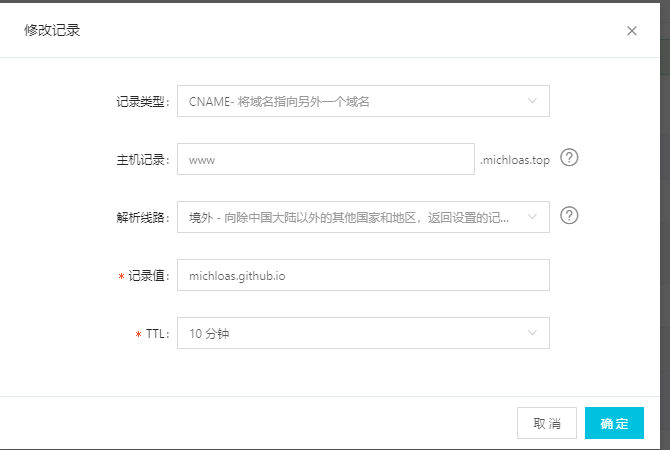 修改记录
记录类型： CNAME- 将域名指向另外一个域名
主机记录： www .michloas.top
解析线路： 境外 - 向除中国大陆以外的其他国家和地区，返回设置的记...
* 记录值： michloas.github.io
* TTL： 10 分钟
取消 确定